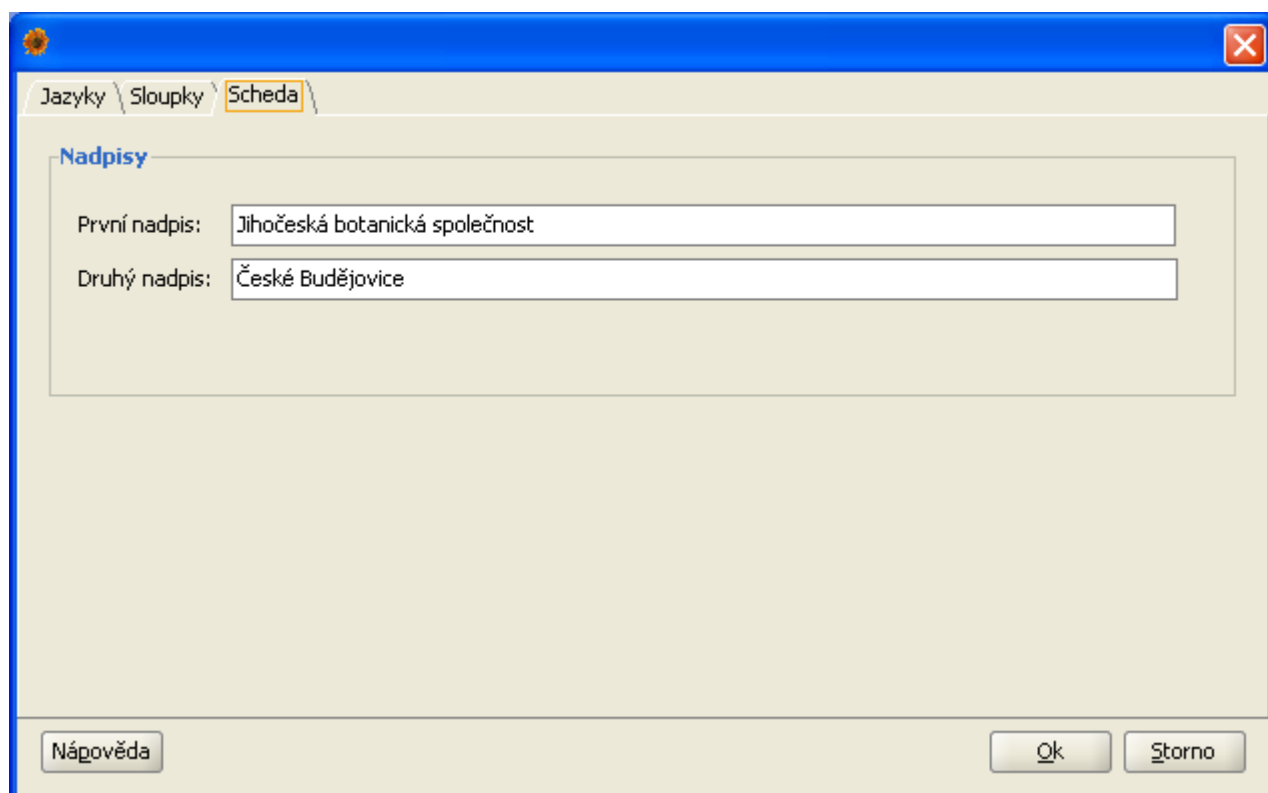 Jazyky Sloupky Scheda
Nadpisy
První nadpis: Jihočeská botanická společnost
Druhý nadpis: České Budějovice
Nápověda Ok Storno